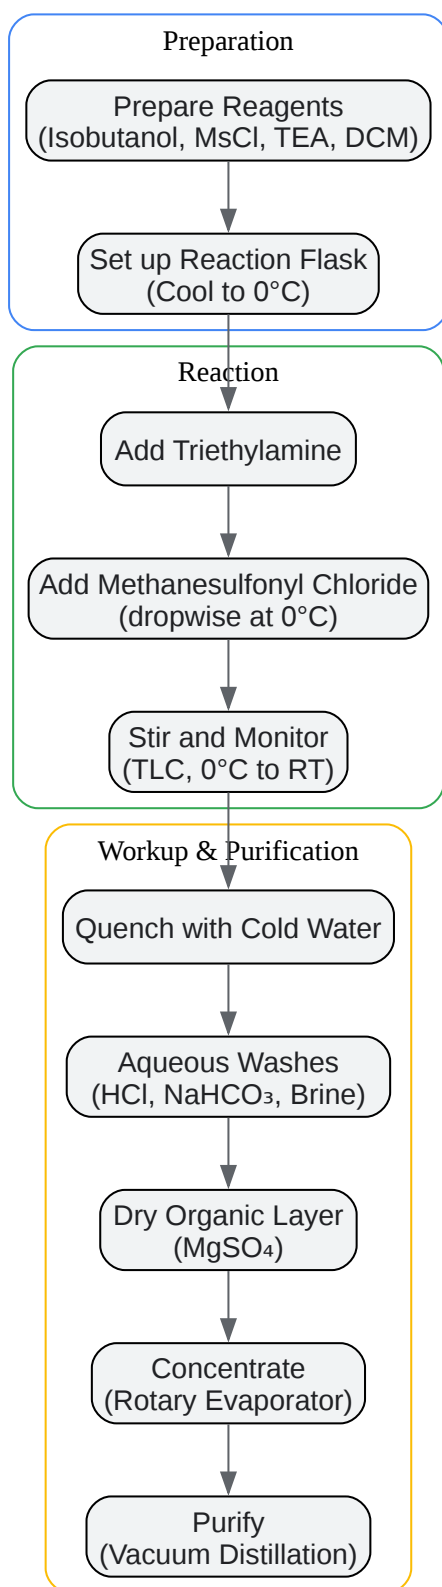 Preparation
Prepare Reagents
(Isobutanol, MsCl, TEA, DCM)
Set up Reaction Flask
(Cool to 0°C)
Reaction
Add Triethylamine
Add Methanesulfonyl Chloride
(dropwise at 0°C)
Stir and Monitor
(TLC, 0°C to RT)
Workup & Purification
Quench with Cold Water
Aqueous Washes
(HCl, NaHCO₃, Brine)
Dry Organic Layer
(MgSO₄)
Concentrate
(Rotary Evaporator)
Purify
(Vacuum Distillation)